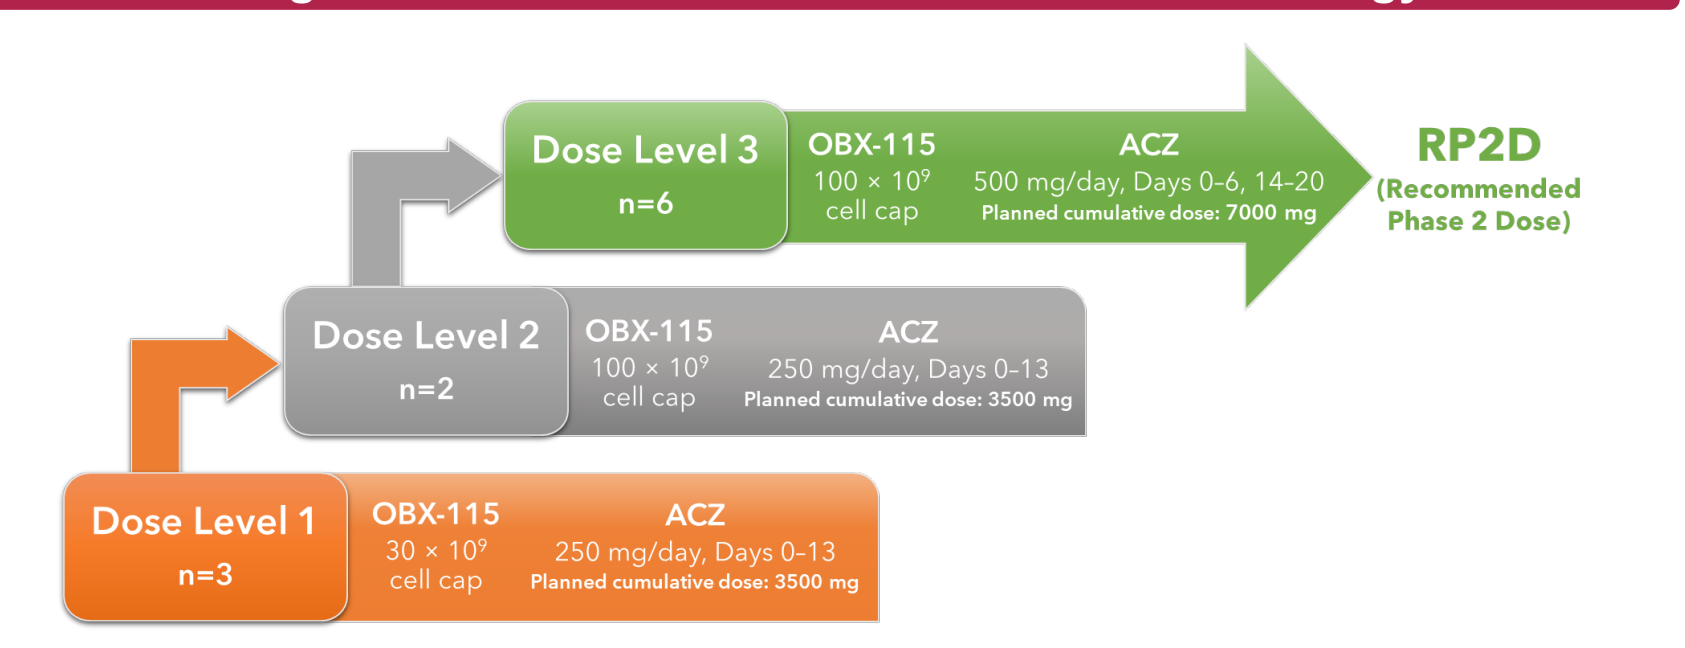 Dose Level 3
n=6
OBX-115
100 × 10⁹
cell cap
ACZ
500 mg/day, Days 0–6, 14–20
Planned cumulative dose: 7000 mg
RP2D
(Recommended
Phase 2 Dose)
Dose Level 2
n=2
OBX-115
100 × 10⁹
cell cap
ACZ
250 mg/day, Days 0–13
Planned cumulative dose: 3500 mg
Dose Level 1
n=3
OBX-115
30 × 10⁹
cell cap
ACZ
250 mg/day, Days 0–13
Planned cumulative dose: 3500 mg